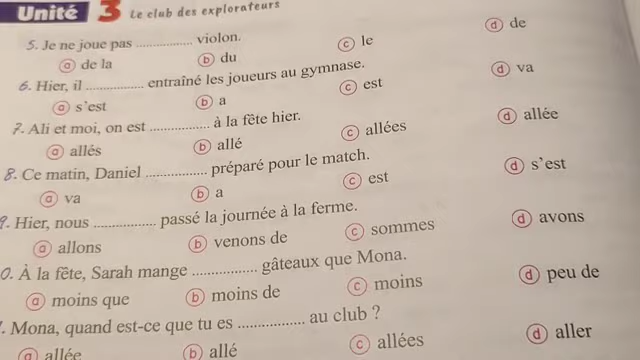 Unité 3 Le club des explorateurs
5. Je ne joue pas .............. violon.
ⓐ de la ⓑ du ⓒ le ⓓ de
6. Hier, il .............. entraîné les joueurs au gymnase.
ⓐ s'est ⓑ a ⓒ est ⓓ va
7. Ali et moi, on est .............. à la fête hier.
ⓐ allés ⓑ allé ⓒ allées ⓓ allée
8. Ce matin, Daniel .............. préparé pour le match.
ⓐ va ⓑ a ⓒ est ⓓ s'est
9. Hier, nous .............. passé la journée à la ferme.
ⓐ allons ⓑ venons de ⓒ sommes ⓓ avons
0. À la fête, Sarah mange .............. gâteaux que Mona.
ⓐ moins que ⓑ moins de ⓒ moins ⓓ peu de
. Mona, quand est-ce que tu es .............. au club ?
ⓐ allée ⓑ allé ⓒ allées ⓓ aller